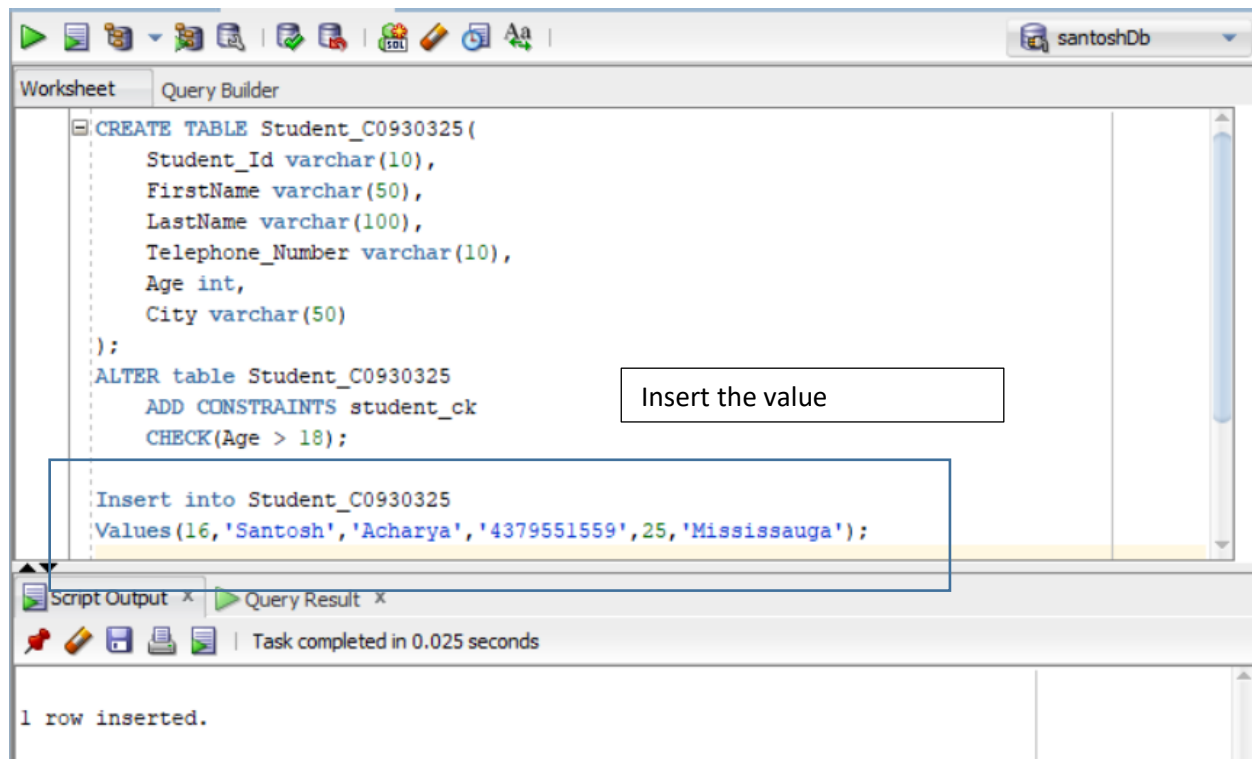 santoshDb
Worksheet Query Builder
CREATE TABLE Student_C0930325(
Student_Id varchar(10),
FirstName varchar(50),
LastName varchar(100),
Telephone_Number varchar(10),
Age int,
City varchar(50)
);
ALTER table Student_C0930325
ADD CONSTRAINTS student_ck
CHECK(Age > 18);
Insert the value
Insert into Student_C0930325
Values(16,'Santosh','Acharya','4379551559',25,'Mississauga');
Script Output x Query Result x
Task completed in 0.025 seconds
1 row inserted.